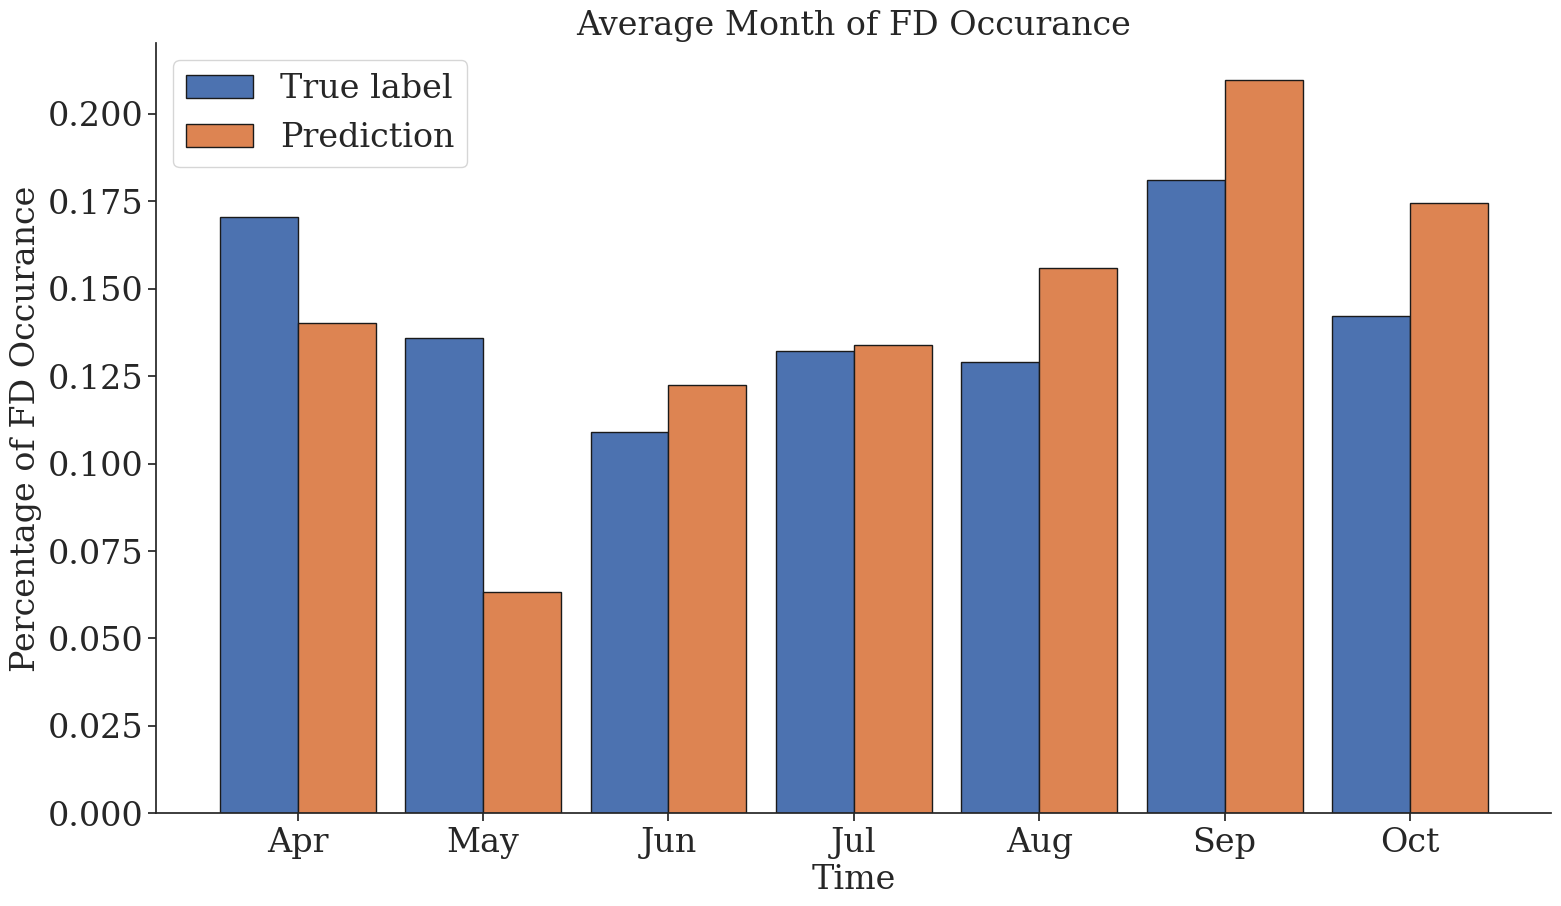 Average Month of FD Occurance
True label
Prediction
Percentage of FD Occurance
0.200
0.175
0.150
0.125
0.100
0.075
0.050
0.025
0.000
Apr May Jun Jul Aug Sep Oct
Time